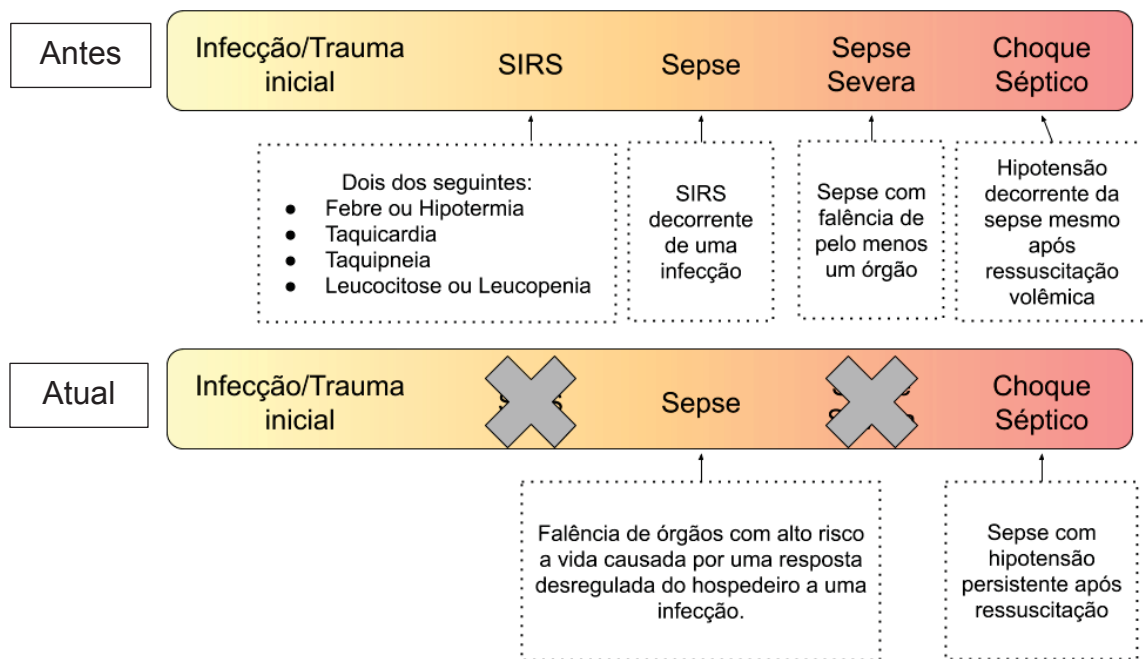 Antes
Infecção/Trauma
inicial
SIRS
Sepse
Sepse
Severa
Choque
Séptico
Dois dos seguintes:
● Febre ou Hipotermia
● Taquicardia
● Taquipneia
● Leucocitose ou Leucopenia
SIRS
decorrente
de uma
infecção
Sepse com
falência de
pelo menos
um órgão
Hipotensão
decorrente da
sepse mesmo
após
ressuscitação
volêmica
Atual
Infecção/Trauma
inicial
Sepse
Choque
Séptico
Falência de órgãos com alto risco
a vida causada por uma resposta
desregulada do hospedeiro a uma
infecção.
Sepse com
hipotensão
persistente após
ressuscitação